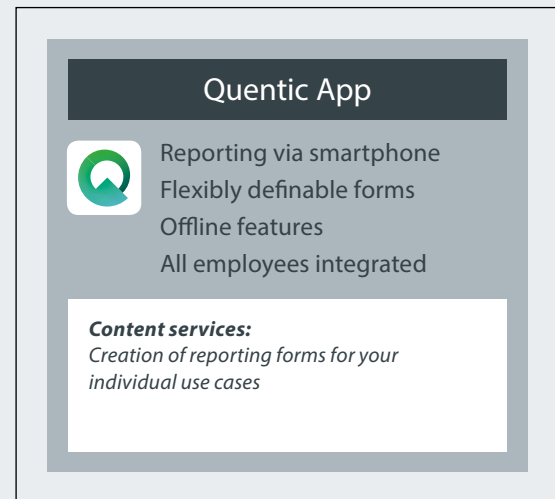 Quentic App
Reporting via smartphone
Flexibly definable forms
Offline features
All employees integrated
Content services:
Creation of reporting forms for your
individual use cases